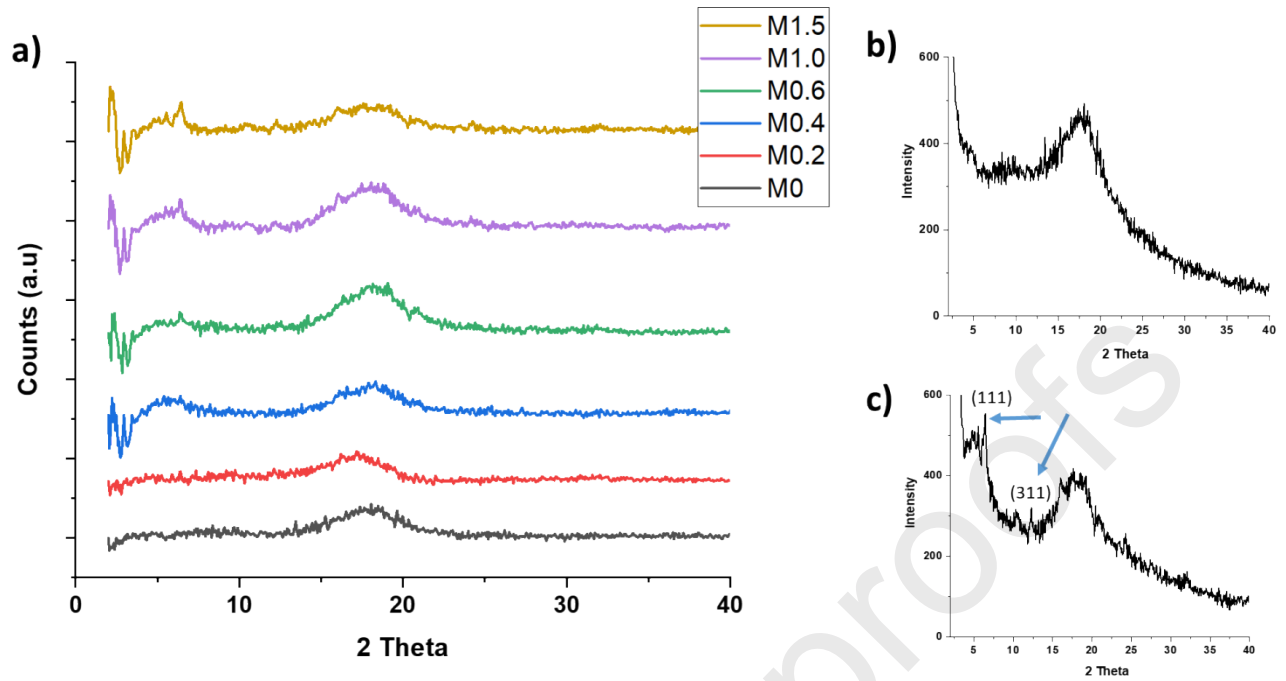 a)
M1.5
M1.0
M0.6
M0.4
M0.2
M0
Counts (a.u)
0 10 20 30 40
2 Theta
b)
600
400
200
0
Intensity
5 10 15 20 25 30 35 40
2 Theta
c)
600
400
200
0
Intensity
(111)
(311)
5 10 15 20 25 30 35 40
2 Theta
proofs